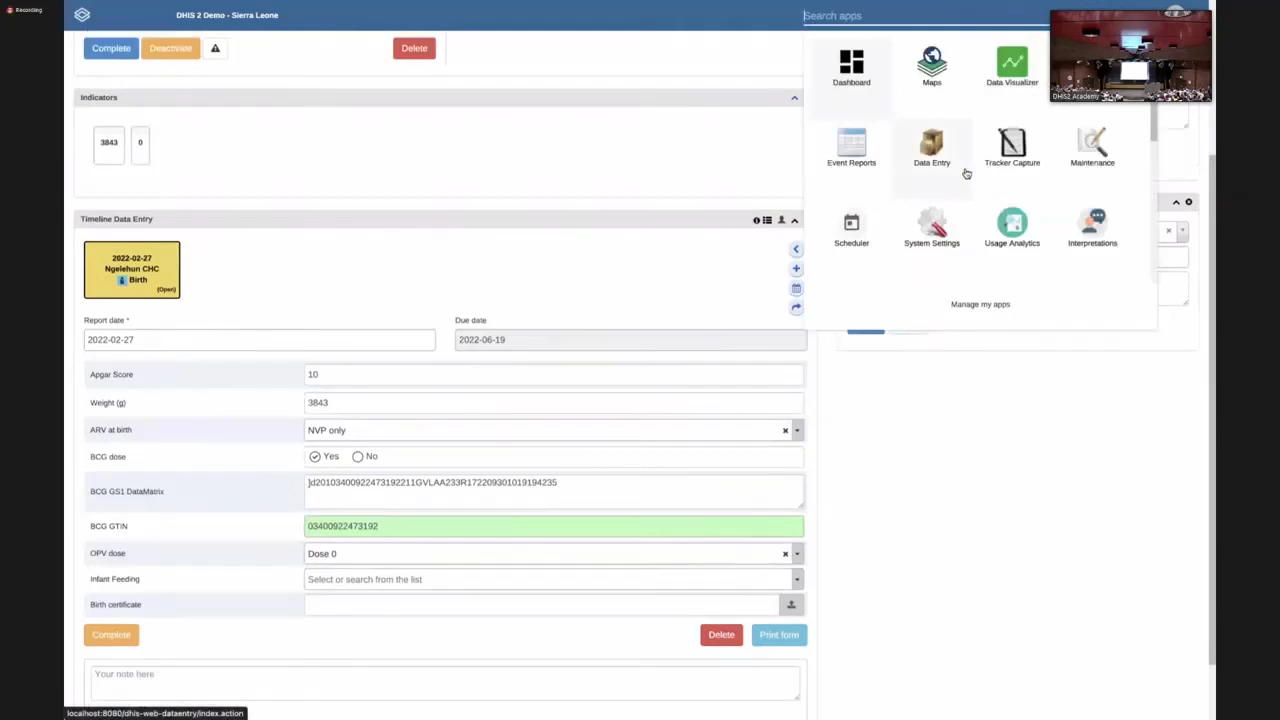 Recording
DHIS 2 Demo - Sierra Leone
Search apps
Complete
Deactivate
Delete
Dashboard
Maps
Data Visualizer
DHIS2 Academy
Indicators
3843
0
Event Reports
Data Entry
Tracker Capture
Maintenance
Scheduler
System Settings
Usage Analytics
Interpretations
Manage my apps
Timeline Data Entry
2022-02-27
Ngelehun CHC
Birth
(Open)
Report date *
Due date
2022-02-27
2022-06-19
Apgar Score
10
Weight (g)
3843
ARV at birth
NVP only
BCG dose
Yes
No
BCG GS1 DataMatrix
]d20103400922473192211GVLAA233R172209301019194235
BCG GTIN
03400922473192
OPV dose
Dose 0
Infant Feeding
Select or search from the list
Birth certificate
Complete
Delete
Print form
Your note here
localhost:8080/dhis-web-dataentry/index.action